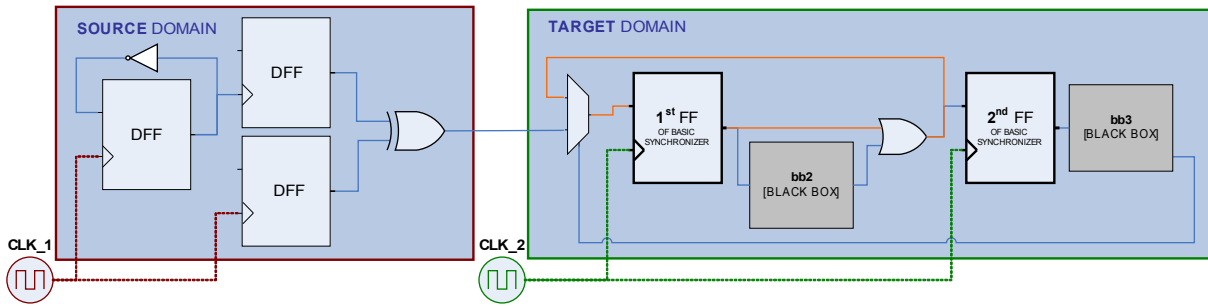 SOURCE DOMAIN
DFF
DFF
DFF
CLK_1
TARGET DOMAIN
1st FF
OF BASIC
SYNCHRONIZER
bb2
[BLACK BOX]
2nd FF
OF BASIC
SYNCHRONIZER
bb3
[BLACK BOX]
CLK_2